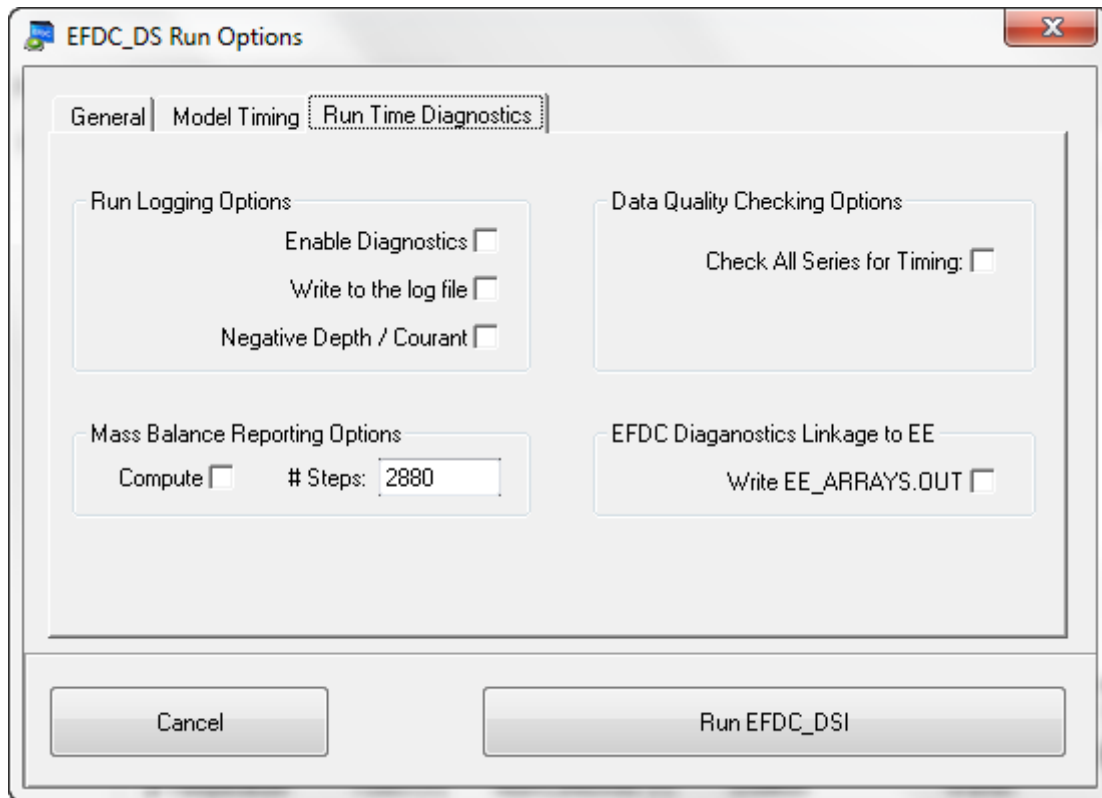 EFDC_DS Run Options
General
Model Timing
Run Time Diagnostics
Run Logging Options
Enable Diagnostics
Write to the log file
Negative Depth / Courant
Data Quality Checking Options
Check All Series for Timing:
Mass Balance Reporting Options
Compute
# Steps: 2880
EFDC Diaganostics Linkage to EE
Write EE_ARRAYS.OUT
Cancel
Run EFDC_DSI